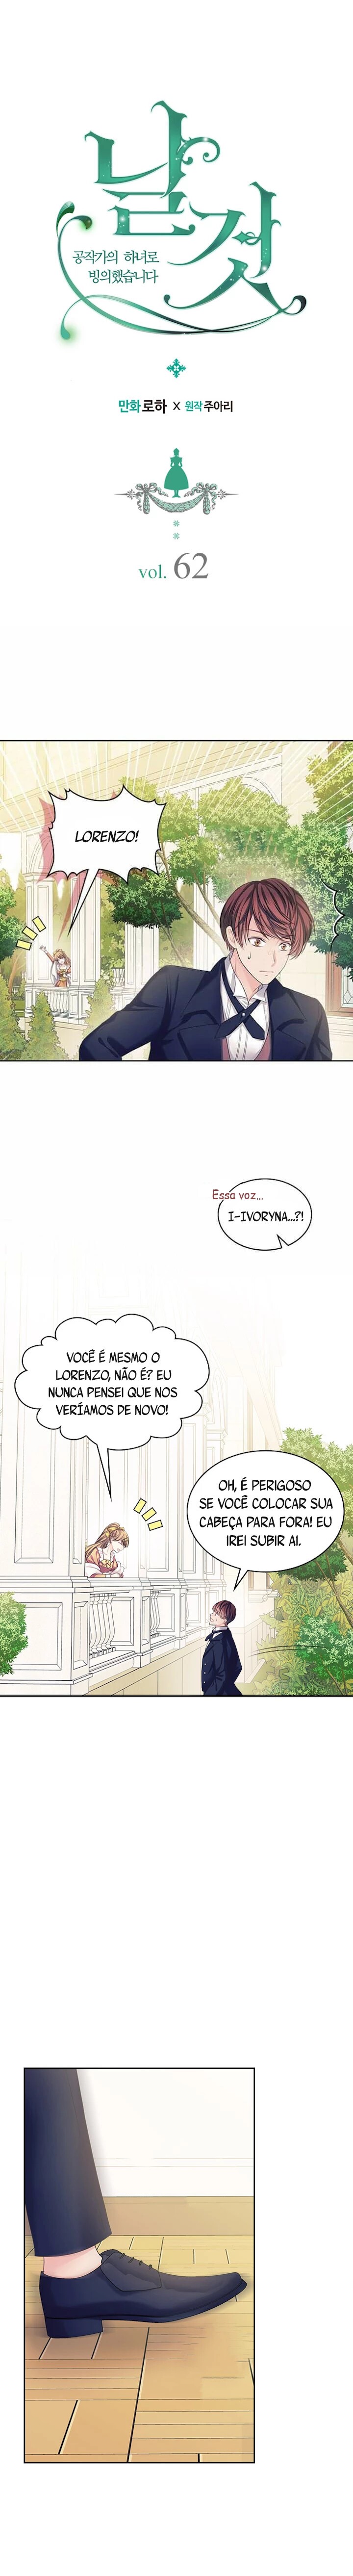 날것
공작가의 하녀로
빙의했습니다
만화 로하 X 원작 주아리
vol. 62
LORENZO!
Essa voz...
I-IVORYNA...?!
VOCÊ É MESMO O
LORENZO, NÃO É? EU
NUNCA PENSEI QUE NOS
VERÍAMOS DE NOVO!
OH, É PERIGOSO
SE VOCÊ COLOCAR SUA
CABEÇA PARA FORA! EU
IREI SUBIR AI.